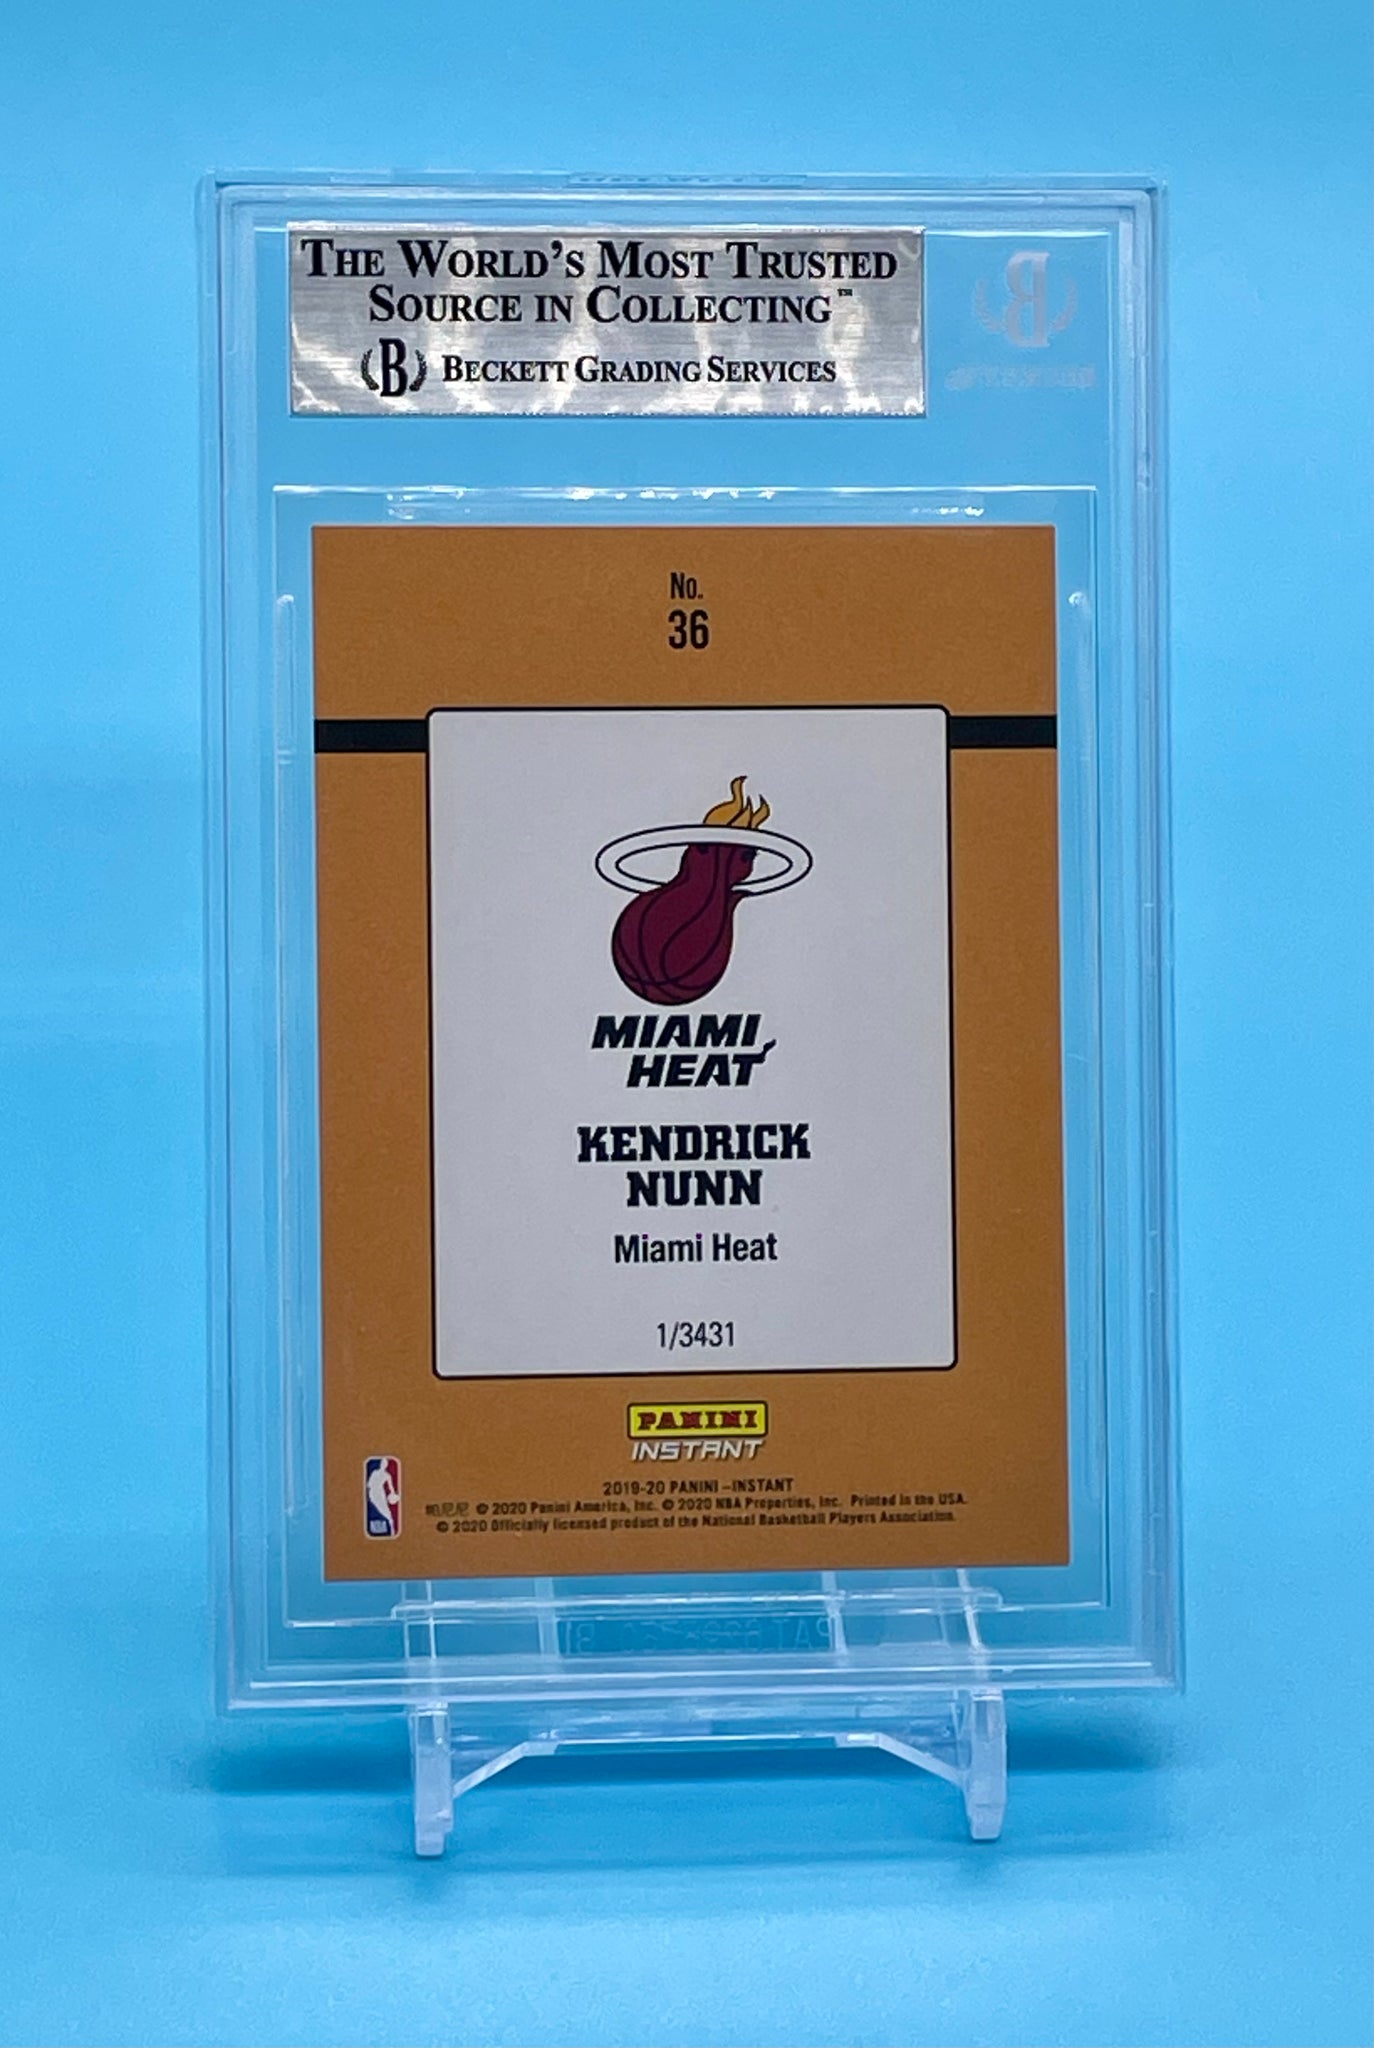 THE WORLD'S MOST TRUSTED
SOURCE IN COLLECTING™
B BECKETT GRADING SERVICES
B
No.
36
MIAMI
HEAT
KENDRICK
NUNN
Miami Heat
1/3431
PANINI
INSTANT
2019-20 PANINI – INSTANT
© 2020 Panini America, Inc. © 2020 NBA Properties, Inc. Printed in the USA.
© 2020 Officially licensed product of the National Basketball Players Association.
NBA